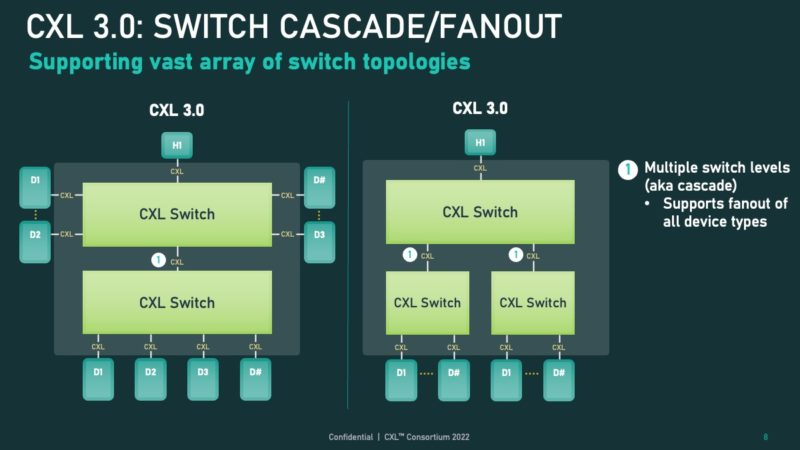 CXL 3.0: SWITCH CASCADE/FANOUT
Supporting vast array of switch topologies
CXL 3.0
H1
CXL
D1
CXL
CXL
D#
CXL Switch
D2
CXL
CXL
D3
1
CXL
CXL Switch
CXL
CXL
CXL
CXL
D1
D2
D3
D#
CXL 3.0
H1
CXL
CXL Switch
1
CXL
1
CXL
CXL Switch
CXL Switch
CXL
CXL
CXL
CXL
D1
D#
D1
D#
1
Multiple switch levels
(aka cascade)
• Supports fanout of
all device types
Confidential | CXL™ Consortium 2022
8